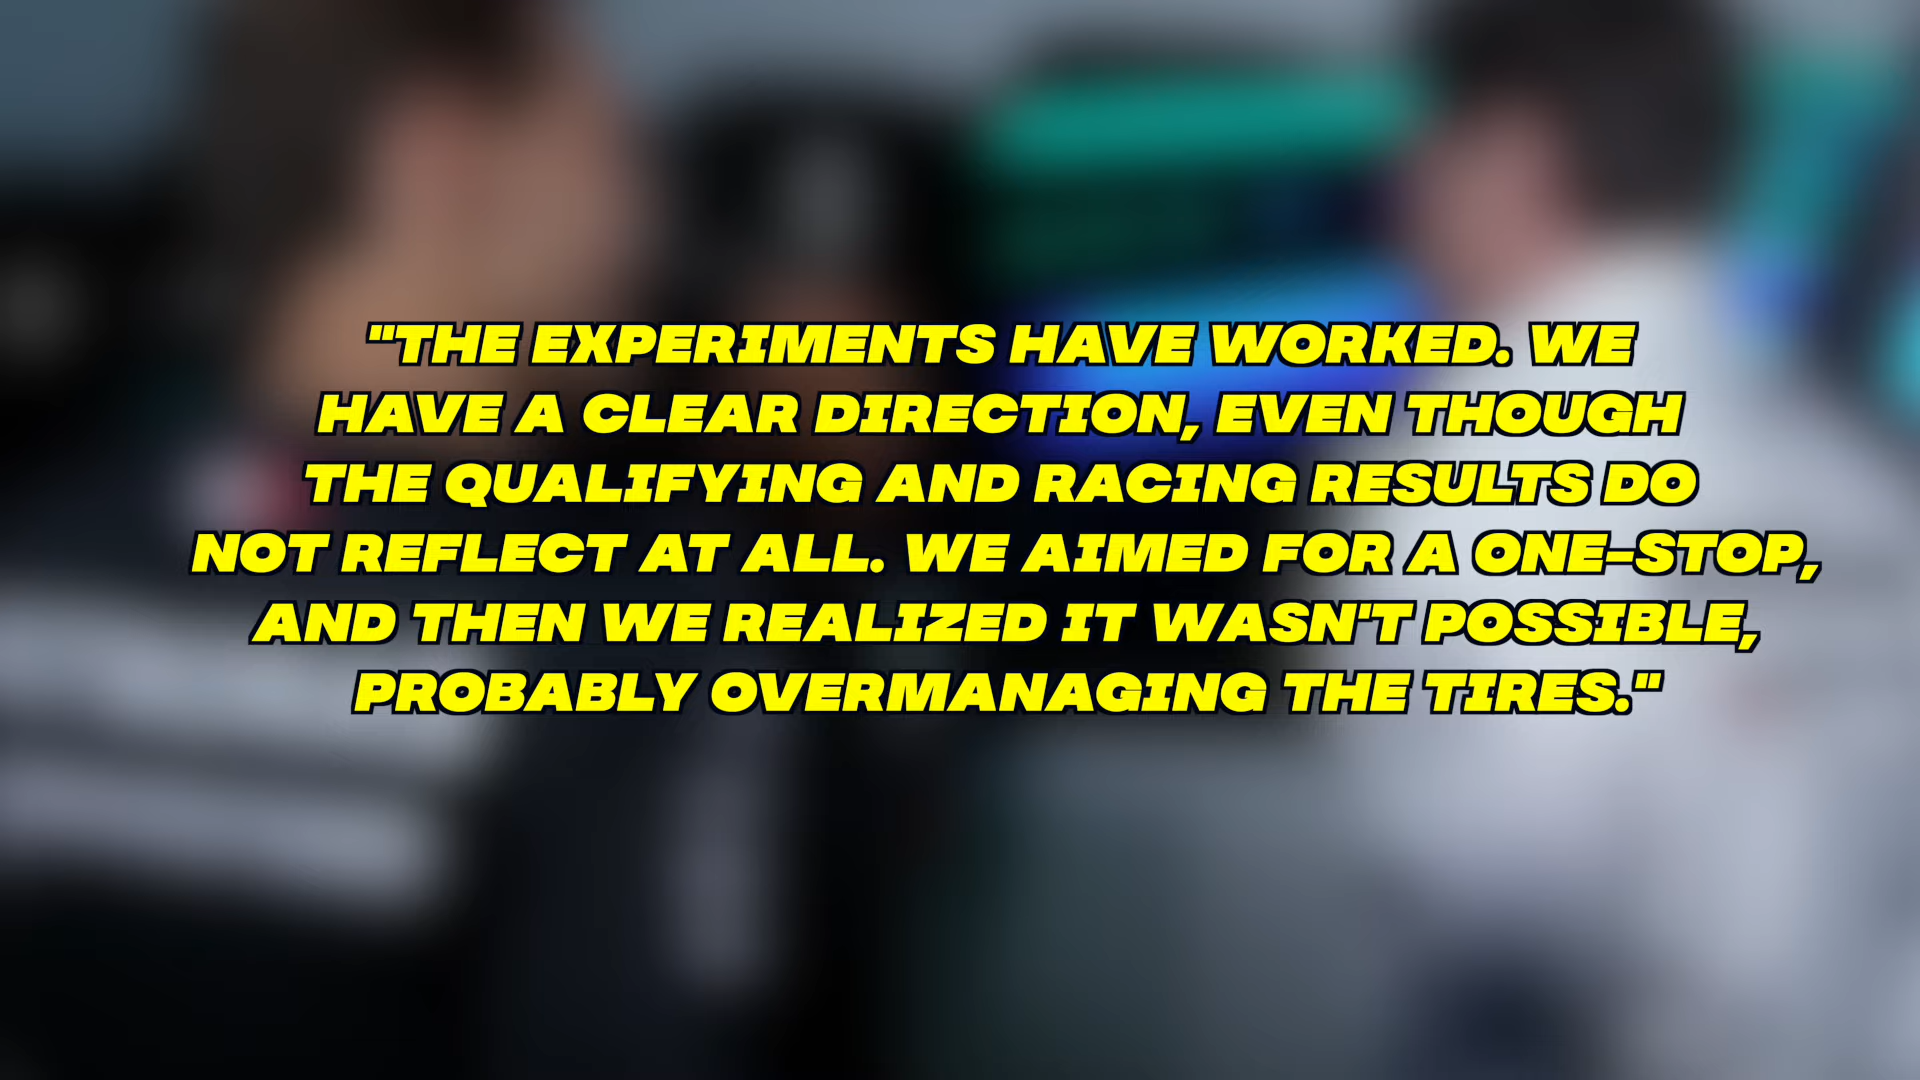 "THE EXPERIMENTS HAVE WORKED. WE
HAVE A CLEAR DIRECTION, EVEN THOUGH
THE QUALIFYING AND RACING RESULTS DO
NOT REFLECT AT ALL. WE AIMED FOR A ONE-STOP,
AND THEN WE REALIZED IT WASN'T POSSIBLE,
PROBABLY OVERMANAGING THE TIRES."